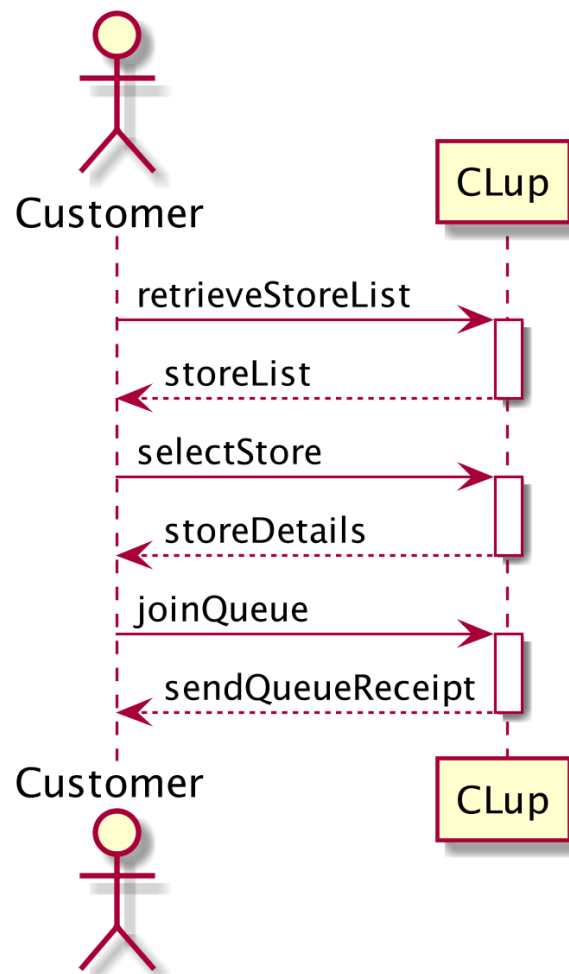 Customer
CLup
retrieveStoreList
storeList
selectStore
storeDetails
joinQueue
sendQueueReceipt
Customer
CLup